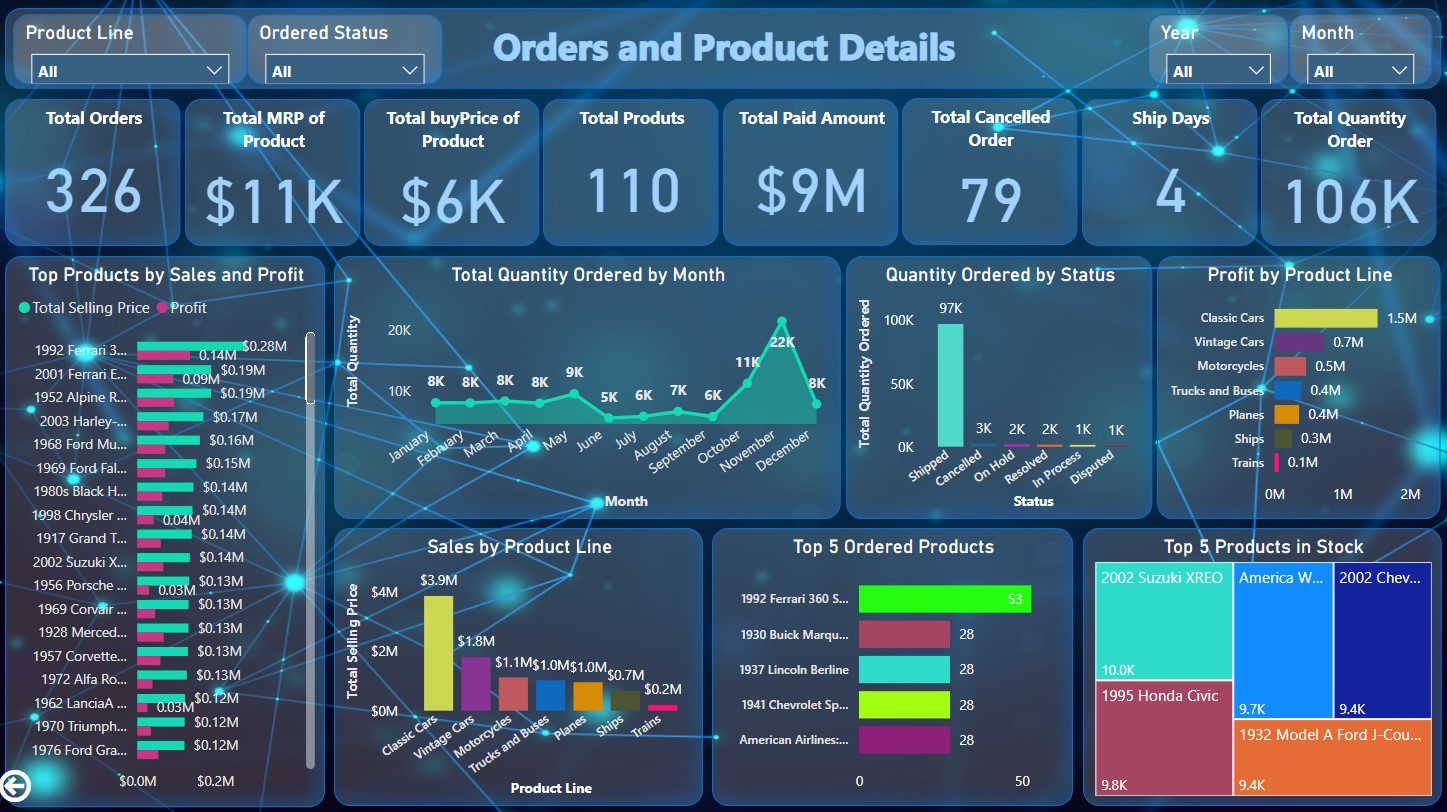 Product Line
All
Ordered Status
All
Orders and Product Details
Year
All
Month
All
Total Orders
326
Total MRP of
Product
$11K
Total buyPrice of
Product
$6K
Total Produts
110
Total Paid Amount
$9M
Total Cancelled
Order
79
Ship Days
4
Total Quantity
Order
106K
Top Products by Sales and Profit
Total Selling Price Profit
1992 Ferrari 3... $0.28M
0.14M
2001 Ferrari E... $0.19M
0.09M
1952 Alpine R... $0.19M
2003 Harley-... $0.17M
1968 Ford Mu... $0.16M
1969 Ford Fal... $0.15M
1980s Black H... $0.14M
1998 Chrysler ... $0.14M
0.04M
1917 Grand T... $0.14M
2002 Suzuki X... $0.14M
1956 Porsche ... $0.13M
0.03M
1969 Corvair ... $0.13M
1928 Merced... $0.13M
1957 Corvette... $0.13M
1972 Alfa Ro... $0.13M
1962 LanciaA ... $0.12M
0.03M
1970 Triumph... $0.12M
1976 Ford Gra... $0.12M
$0.0M $0.2M
Total Quantity Ordered by Month
Total Quantity
20K
10K
8K 8K 8K 8K 9K 5K 6K 7K 6K 11K 22K 8K
January February March April May June July August September October November December
Month
Quantity Ordered by Status
Total Quantity Ordered
100K
50K
0K
97K 3K 2K 2K 1K 1K
Shipped Cancelled On Hold Resolved In Process Disputed
Status
Profit by Product Line
Classic Cars 1.5M
Vintage Cars 0.7M
Motorcycles 0.5M
Trucks and Buses 0.4M
Planes 0.4M
Ships 0.3M
Trains 0.1M
0M 1M 2M
Sales by Product Line
Total Selling Price
$4M
$2M
$0M
$3.9M $1.8M $1.1M $1.0M $1.0M $0.7M $0.2M
Classic Cars Vintage Cars Motorcycles Trucks and Buses Planes Ships Trains
Product Line
Top 5 Ordered Products
1992 Ferrari 360 S... 53
1930 Buick Marqu... 28
1937 Lincoln Berline 28
1941 Chevrolet Sp... 28
American Airlines:... 28
0 50
Top 5 Products in Stock
2002 Suzuki XREO
10.0K
1995 Honda Civic
9.8K
America W...
9.7K
2002 Chev...
9.4K
1932 Model A Ford J-Cou...
9.4K